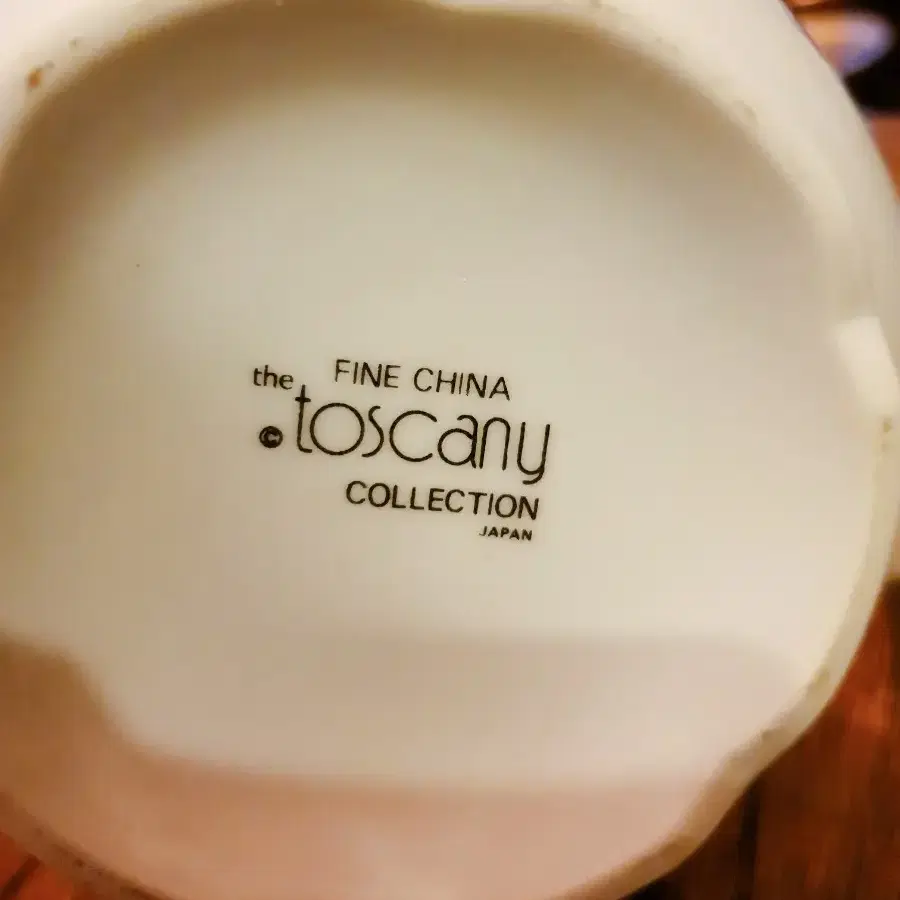 FINE CHINA
the toscany
©
COLLECTION
JAPAN